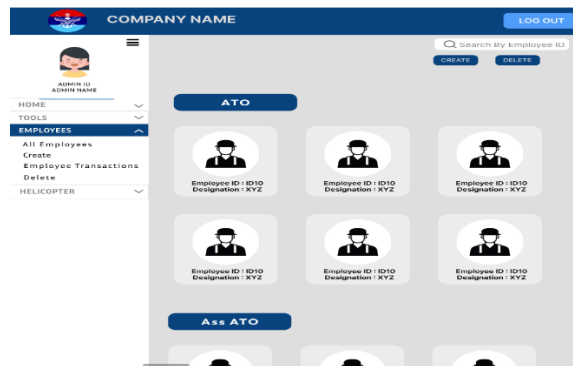 COMPANY NAME
LOG OUT
Search By Employee ID
CREATE DELETE
ADMIN ID
ADMIN NAME
HOME
TOOLS
EMPLOYEES
All Employees
Create
Employee Transactions
Delete
HELICOPTER
ATO
Employee ID : ID10 Employee ID : ID10 Employee ID : ID10
Designation : XYZ Designation : XYZ Designation : XYZ
Employee ID : ID10 Employee ID : ID10 Employee ID : ID10
Designation : XYZ Designation : XYZ Designation : XYZ
Ass ATO